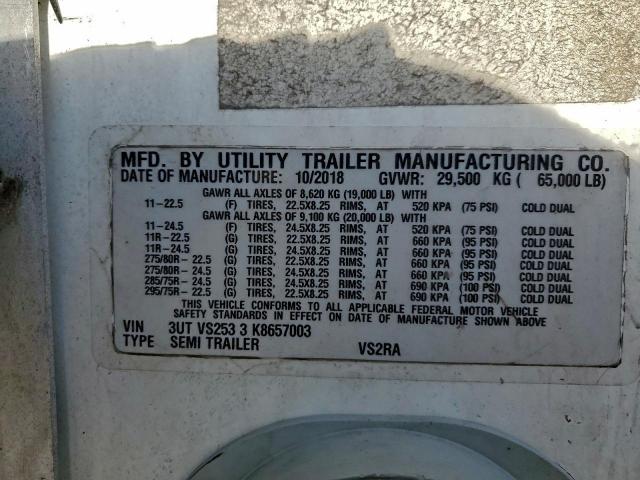 MFD. BY UTILITY TRAILER MANUFACTURING CO.
DATE OF MANUFACTURE: 10/2018 GVWR: 29,500 KG ( 65,000 LB)
GAWR ALL AXLES OF 8,620 KG (19,000 LB) WITH
11-22.5 (F) TIRES, 22.5X8.25 RIMS, AT 520 KPA (75 PSI) COLD DUAL
GAWR ALL AXLES OF 9,100 KG (20,000 LB) WITH
11-24.5 (F) TIRES, 24.5X8.25 RIMS, AT 520 KPA (75 PSI) COLD DUAL
11R-22.5 (G) TIRES, 22.5X8.25 RIMS, AT 660 KPA (95 PSI) COLD DUAL
11R-24.5 (G) TIRES, 24.5X8.25 RIMS, AT 660 KPA (95 PSI) COLD DUAL
275/80R-22.5 (G) TIRES, 22.5X8.25 RIMS, AT 660 KPA (95 PSI) COLD DUAL
275/80R-24.5 (G) TIRES, 24.5X8.25 RIMS, AT 660 KPA (95 PSI) COLD DUAL
285/75R-24.5 (G) TIRES, 24.5X8.25 RIMS, AT 690 KPA (100 PSI) COLD DUAL
295/75R-22.5 (G) TIRES, 22.5X8.25 RIMS, AT 690 KPA (100 PSI) COLD DUAL
THIS VEHICLE CONFORMS TO ALL APPLICABLE FEDERAL MOTOR VEHICLE
SAFETY STANDARDS IN EFFECT ON DATE OF MANUFACTURE SHOWN ABOVE
VIN 3UT VS253 3 K8657003
TYPE SEMI TRAILER VS2RA